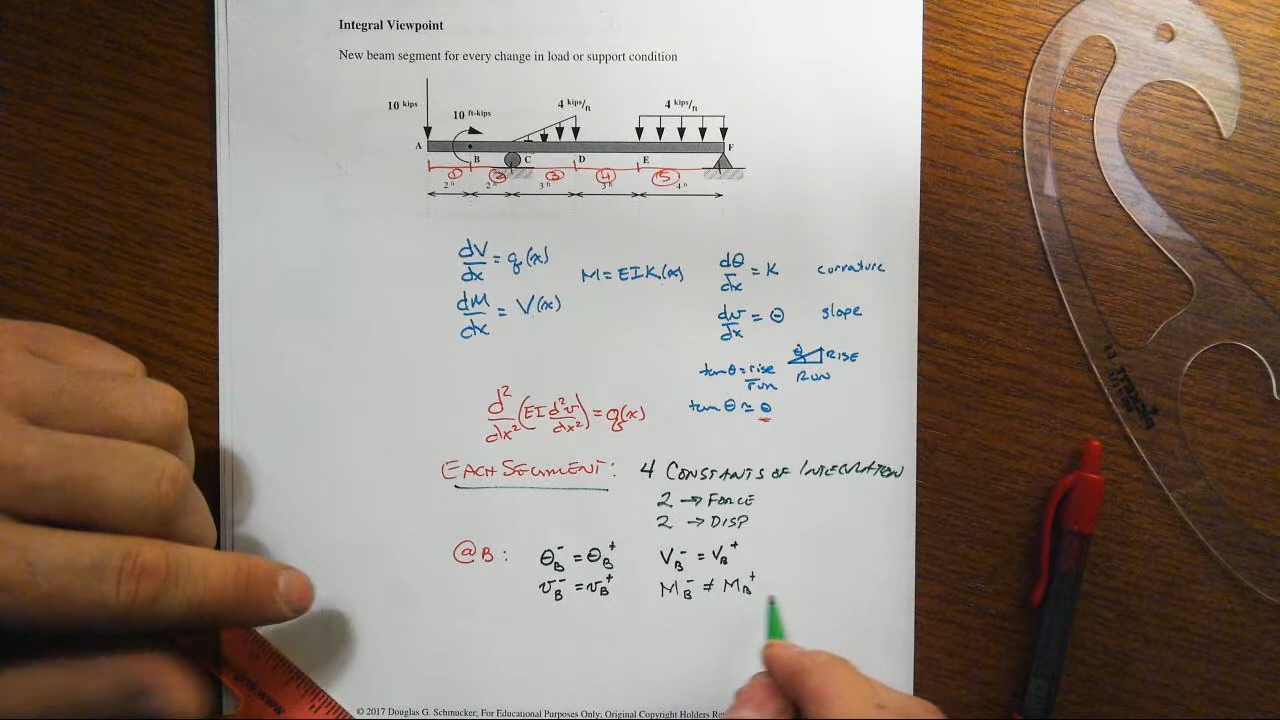 Integral Viewpoint
New beam segment for every change in load or support condition
10 kips
10 ft-kips
4 kips/ft
4 kips/ft
A B C D E F
① ② ③ ④ ⑤
2 ft 2 ft 3 ft 3 ft 4 ft
dV/dx = q(x)
M = EIK(x)
dθ/dx = K curvature
dM/dx = V(x)
dv/dx = θ slope
tanθ = rise/run
θ RISE
RUN
tan θ ≈ θ
d²/dx² (EI d²v/dx²) = q(x)
EACH SEGMENT: 4 CONSTANTS OF INTEGRATION
2 → FORCE
2 → DISP
@B: θB⁻ = θB⁺ VB⁻ = VB⁺
vB⁻ = vB⁺ MB⁻ ≠ MB⁺
© 2017 Douglas G. Schmucker, For Educational Purposes Only; Original Copyright Holders